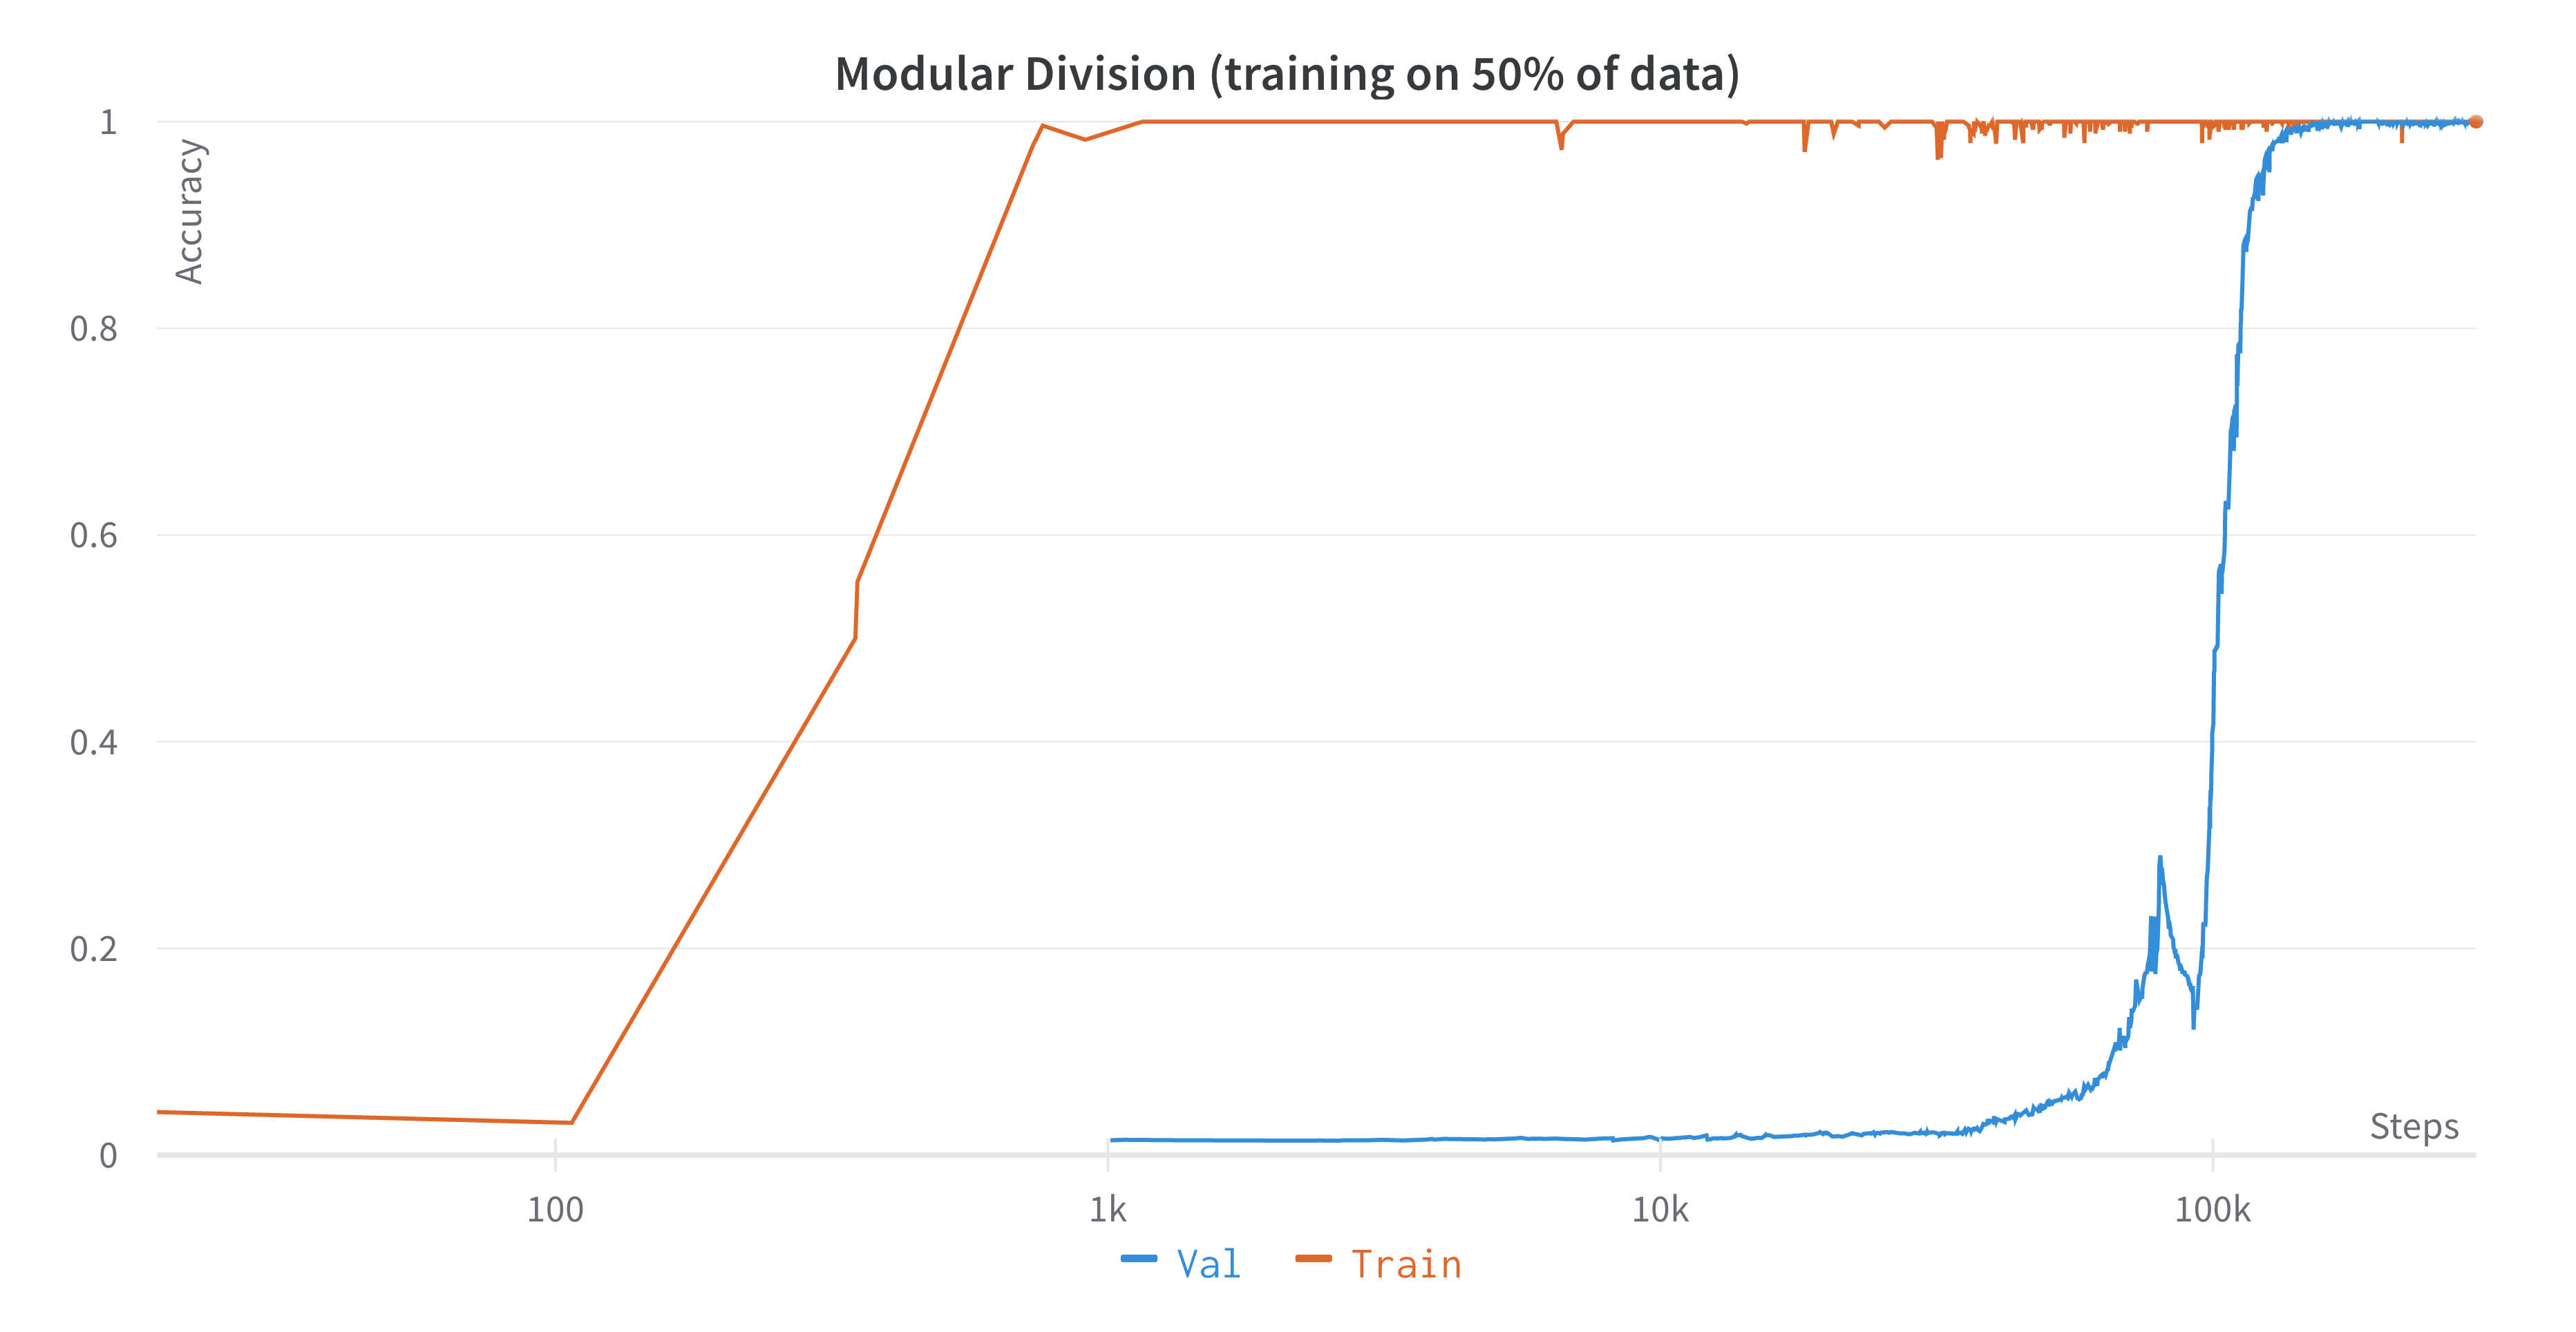 Modular Division (training on 50% of data)
Accuracy
1
0.8
0.6
0.4
0.2
0
Steps
100 1k 10k 100k
Val Train